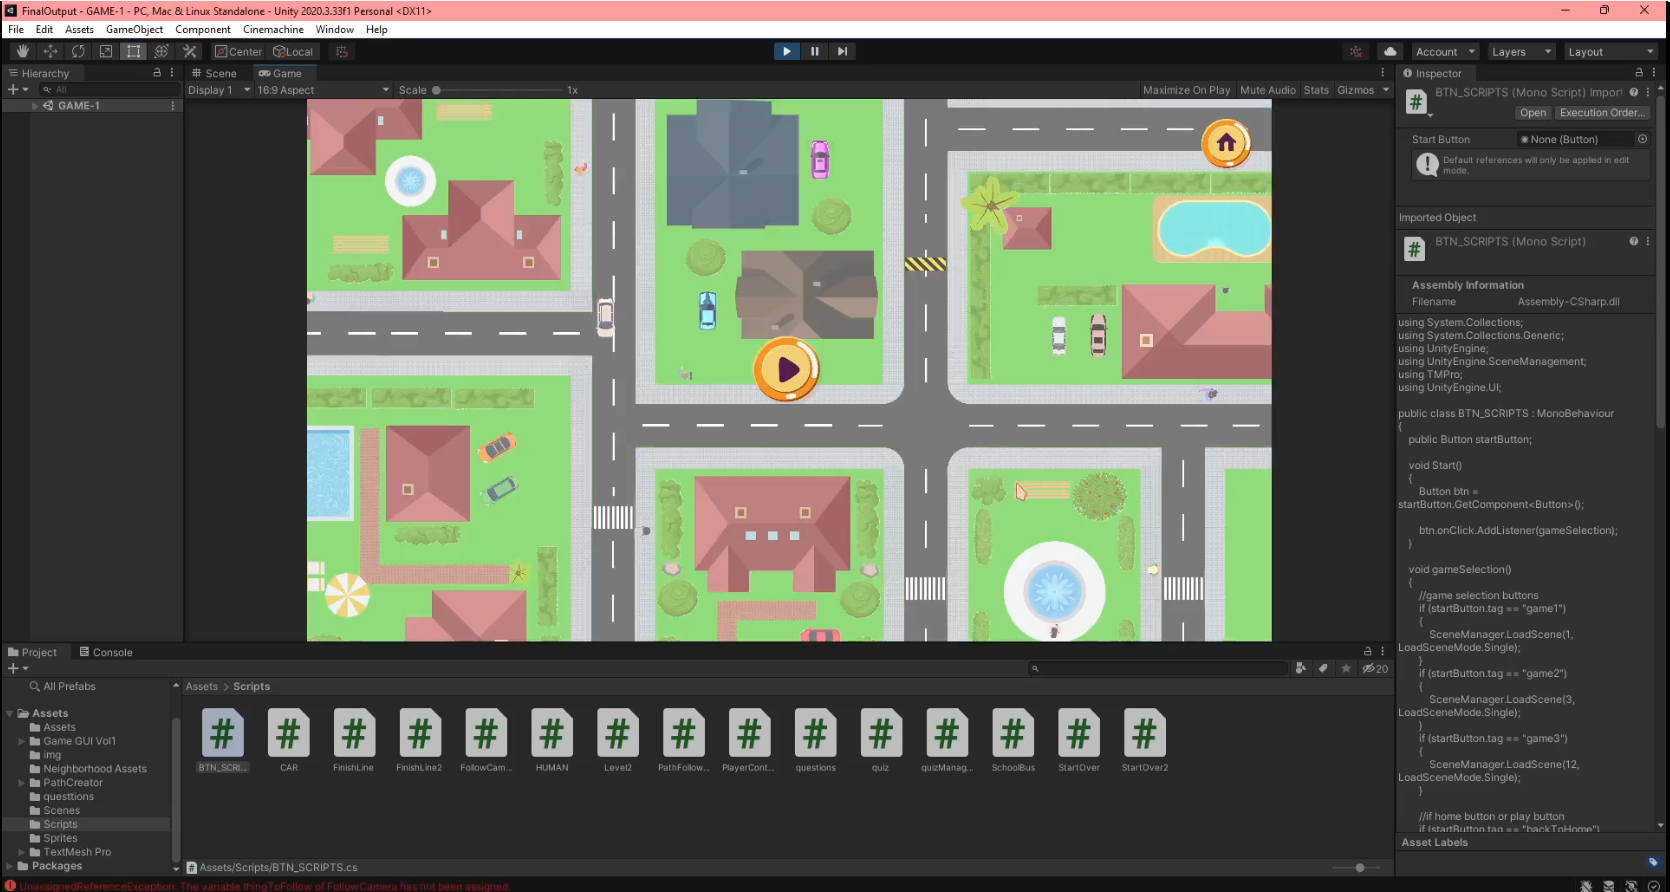 FinalOutput - GAME-1 - PC, Mac & Linux Standalone - Unity 2020.3.33f1 Personal <DX11>
File Edit Assets GameObject Component Cinemachine Window Help
Center Local Account Layers Layout
Hierarchy
All
GAME-1
Scene Game
Display 1 16:9 Aspect Scale 1x Maximize On Play Mute Audio Stats Gizmos
Inspector
BTN_SCRIPTS (Mono Script) Import
Open Execution Order...
Start Button None (Button)
Default references will only be applied in edit
mode.
Imported Object
BTN_SCRIPTS (Mono Script)
Assembly Information
Filename Assembly-CSharp.dll
using System.Collections;
using System.Collections.Generic;
using UnityEngine;
using UnityEngine.SceneManagement;
using TMPro;
using UnityEngine.UI;
public class BTN_SCRIPTS : MonoBehaviour
{
public Button startButton;
void Start()
{
Button btn =
startButton.GetComponent<Button>();
btn.onClick.AddListener(gameSelection);
}
void gameSelection()
{
//game selection buttons
if (startButton.tag == "game1")
{
SceneManager.LoadScene(1,
LoadSceneMode.Single);
}
if (startButton.tag == "game2")
{
SceneManager.LoadScene(3,
LoadSceneMode.Single);
}
if (startButton.tag == "game3")
{
SceneManager.LoadScene(12,
LoadSceneMode.Single);
}
//if home button or play button
if (startButton.tag == "backToHome")
Asset Labels
Project Console
20
All Prefabs
Assets
Assets
Game GUI Vol1
img
Neighborhood Assets
PathCreator
questtions
Scenes
Scripts
Sprites
TextMesh Pro
Packages
Assets > Scripts
BTN_SCRI... CAR FinishLine FinishLine2 FollowCam... HUMAN Level2 PathFollow... PlayerCont... questions quiz quizManag... SchoolBus StartOver StartOver2
Assets/Scripts/BTN_SCRIPTS.cs
UnassignedReferenceException: The variable thingToFollow of FollowCamera has not been assigned.